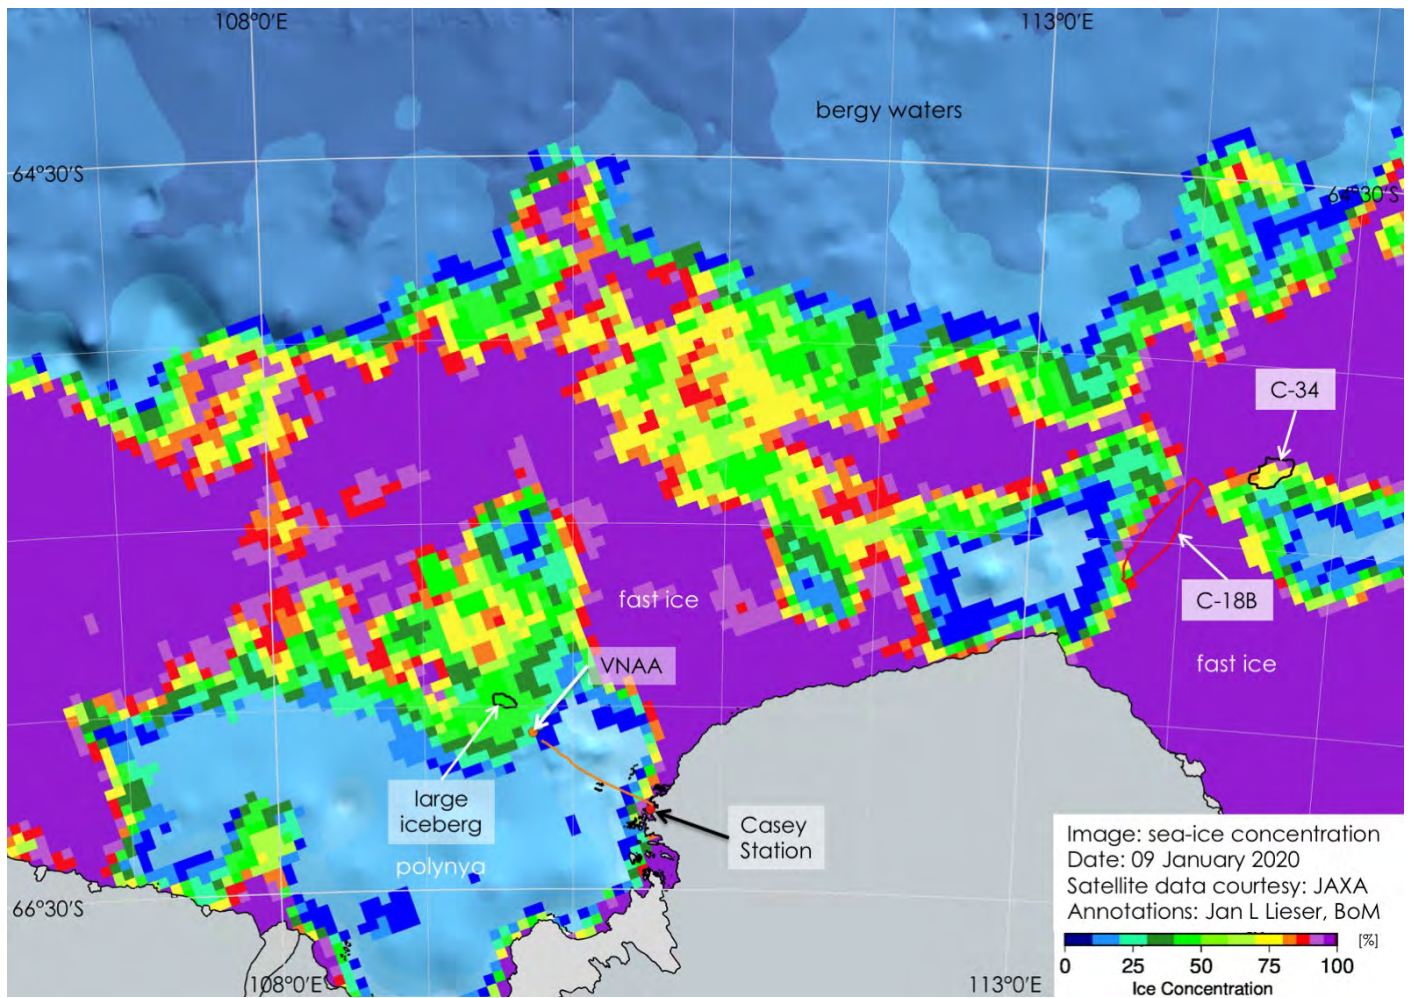 108°0'E
113°0'E
bergy waters
64°30'S
64°30'S
C-34
C-18B
fast ice
VNAA
fast ice
large
iceberg
Casey
Station
polynya
66°30'S
108°0'E
113°0'E
Image: sea-ice concentration
Date: 09 January 2020
Satellite data courtesy: JAXA
Annotations: Jan L Lieser, BoM
[%]
0 25 50 75 100
Ice Concentration